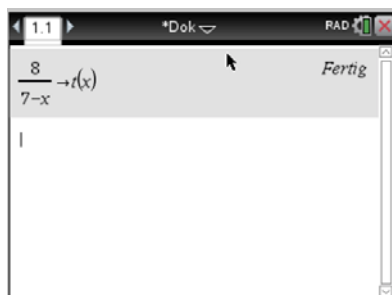 1.1 *Dok RAD
8/(7-x) →t(x) Fertig